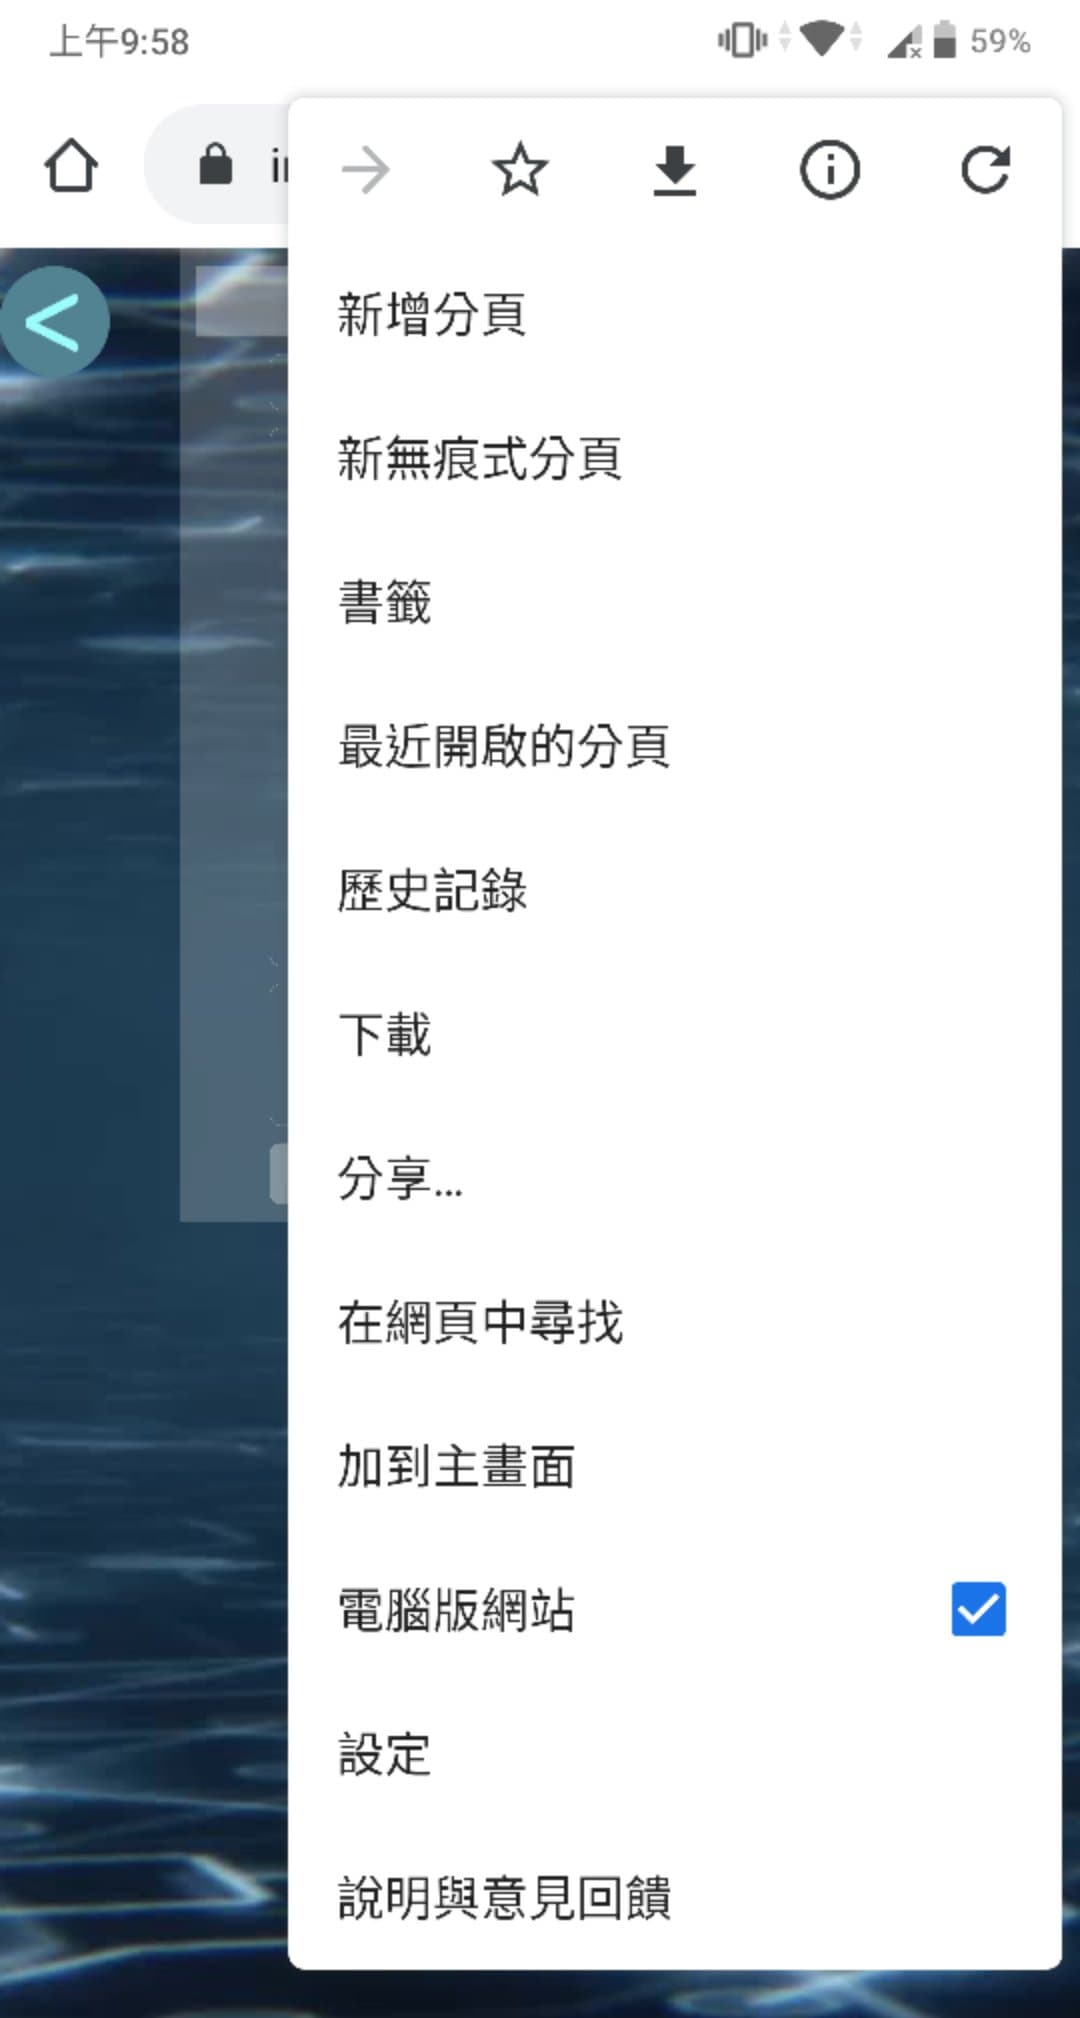 上午9:58
59%
新增分頁
新無痕式分頁
書籤
最近開啟的分頁
歷史記錄
下載
分享...
在網頁中尋找
加到主畫面
電腦版網站
設定
說明與意見回饋